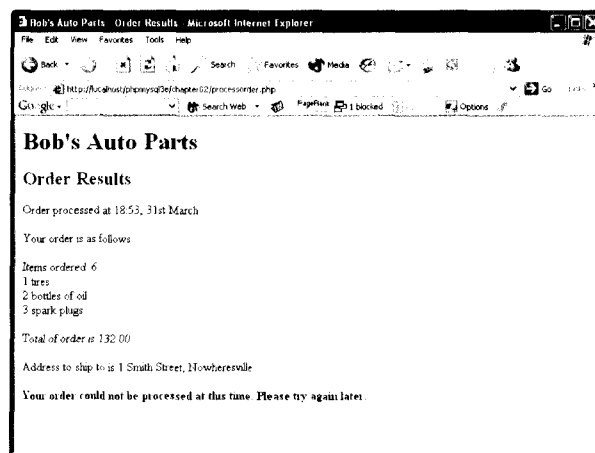 Bob's Auto Parts - Order Results - Microsoft Internet Explorer
File Edit View Favorites Tools Help
Back Search Favorites Media
http://localhost/phpmysql3e/chapter02/processorder.php Go
Google Search Web PageRank 1 blocked Options
Bob's Auto Parts
Order Results
Order processed at 18:53, 31st March
Your order is as follows
Items ordered 6
1 tires
2 bottles of oil
3 spark plugs
Total of order is 132.00
Address to ship to is 1 Smith Street, Nowheresville
Your order could not be processed at this time. Please try again later.